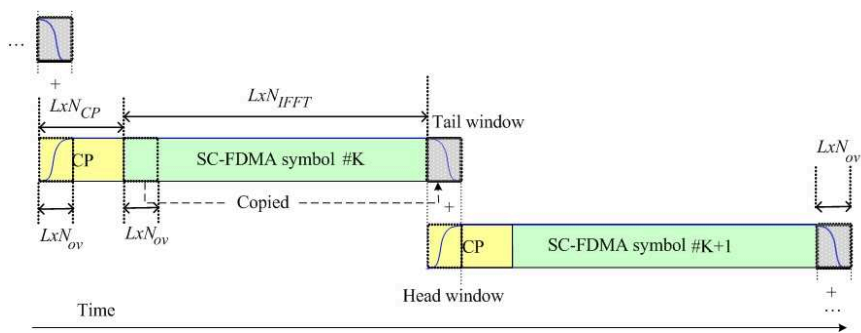 ...
+
LxN_CP
LxN_IFFT
Tail window
CP
SC-FDMA symbol #K
LxN_ov
Copied
LxN_ov
LxN_ov
+
CP
SC-FDMA symbol #K+1
Head window
+
...
Time